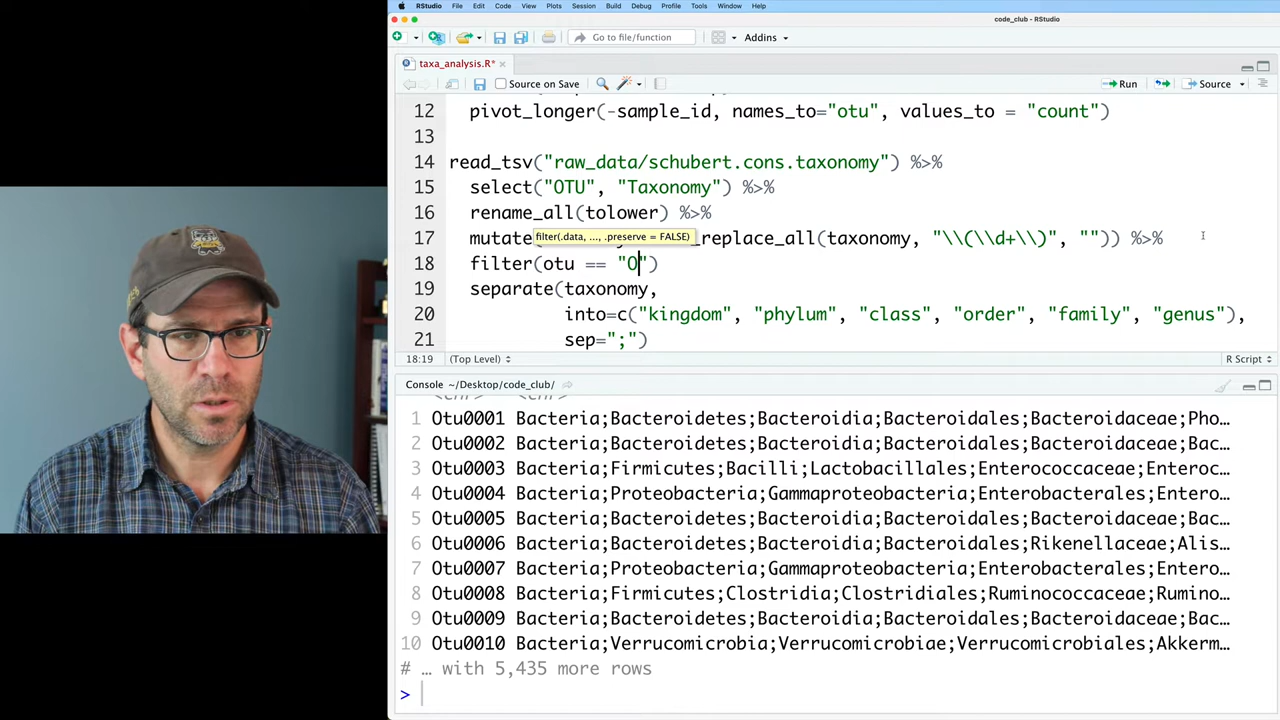 RStudio File Edit Code View Plots Session Build Debug Profile Tools Window Help
code_club - RStudio
Go to file/function Addins
taxa_analysis.R*
Source on Save Run Source
12 pivot_longer(-sample_id, names_to="otu", values_to = "count")
13
14 read_tsv("raw_data/schubert.cons.taxonomy") %>%
15 select("OTU", "Taxonomy") %>%
16 rename_all(tolower) %>%
filter(.data, ..., .preserve = FALSE)
17 mutate _replace_all(taxonomy, "\\(\\d+\\)", "")) %>%
18 filter(otu == "O")
19 separate(taxonomy,
20 into=c("kingdom", "phylum", "class", "order", "family", "genus"),
21 sep=";")
18:19 (Top Level) R Script
Console ~/Desktop/code_club/
1 Otu0001 Bacteria;Bacteroidetes;Bacteroidia;Bacteroidales;Bacteroidaceae;Pho…
2 Otu0002 Bacteria;Bacteroidetes;Bacteroidia;Bacteroidales;Bacteroidaceae;Bac…
3 Otu0003 Bacteria;Firmicutes;Bacilli;Lactobacillales;Enterococcaceae;Enteroc…
4 Otu0004 Bacteria;Proteobacteria;Gammaproteobacteria;Enterobacterales;Entero…
5 Otu0005 Bacteria;Bacteroidetes;Bacteroidia;Bacteroidales;Bacteroidaceae;Bac…
6 Otu0006 Bacteria;Bacteroidetes;Bacteroidia;Bacteroidales;Rikenellaceae;Alis…
7 Otu0007 Bacteria;Proteobacteria;Gammaproteobacteria;Enterobacterales;Entero…
8 Otu0008 Bacteria;Firmicutes;Clostridia;Clostridiales;Ruminococcaceae;Rumino…
9 Otu0009 Bacteria;Bacteroidetes;Bacteroidia;Bacteroidales;Bacteroidaceae;Bac…
10 Otu0010 Bacteria;Verrucomicrobia;Verrucomicrobiae;Verrucomicrobiales;Akkerm…
# … with 5,435 more rows
>